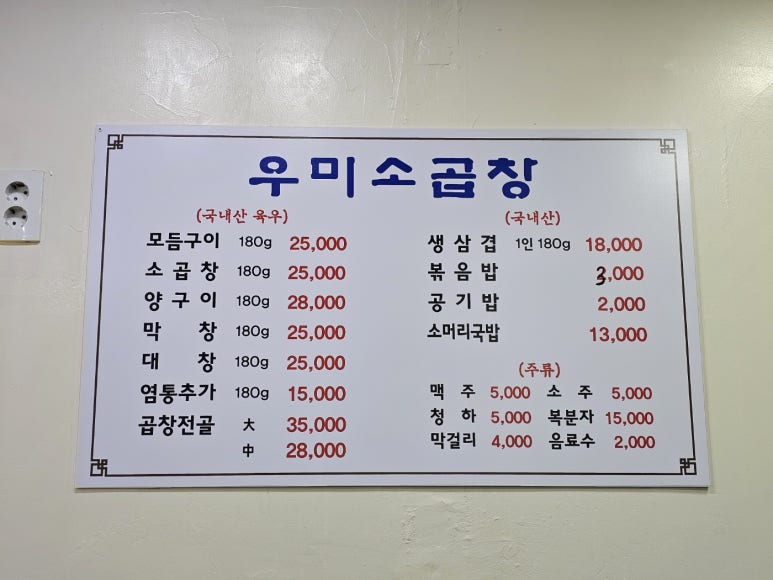 우미소곱창
(국내산 육우)
모듬구이 180g 25,000
소곱창 180g 25,000
양구이 180g 28,000
막창 180g 25,000
대창 180g 25,000
염통추가 180g 15,000
곱창전골 大 35,000
中 28,000
(국내산)
생삼겹 1인 180g 18,000
볶음밥 3,000
공기밥 2,000
소머리국밥 13,000
(주류)
맥주 5,000 소주 5,000
청하 5,000 복분자 15,000
막걸리 4,000 음료수 2,000